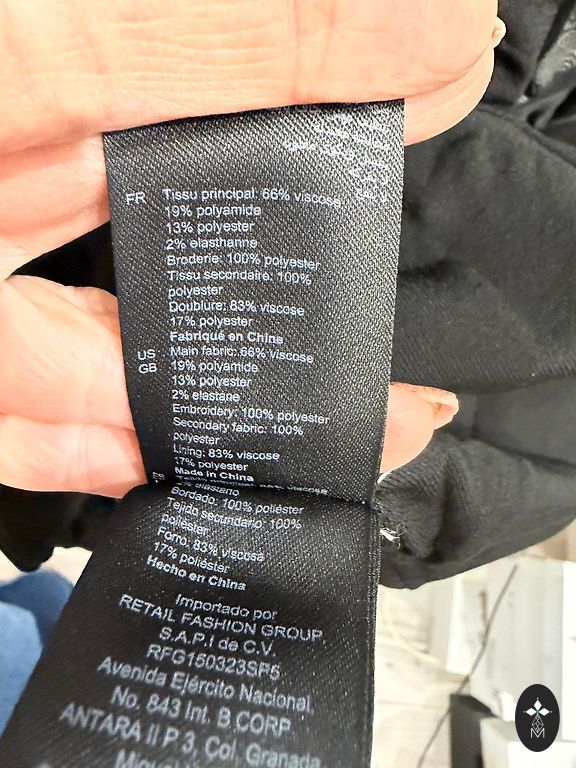 FR
Tissu principal: 66% viscose
19% polyamide
13% polyester
2% elasthanne
Broderie: 100% polyester
Tissu secondaire: 100%
polyester
Doublure: 83% viscose
17% polyester
Fabriqué en China
US
GB
Main fabric: 66% viscose
19% polyamide
13% polyester
2% elastane
Embroidery: 100% polyester
Secondary fabric: 100%
polyester
Lining: 83% viscose
17% polyester
Made in China
viscose
2% elasteno
Bordado: 100% poliéster
Tejido secundario: 100%
poliéster
Forro: 83% viscosa
17% poliéster
Hecho en China
Importado por
RETAIL FASHION GROUP,
S.A.P.I de C.V.
RFG150323SF5
Avenida Ejército Nacional
No. 843 Int. B CORP
ANTARA II P 3, Col. Granada
M